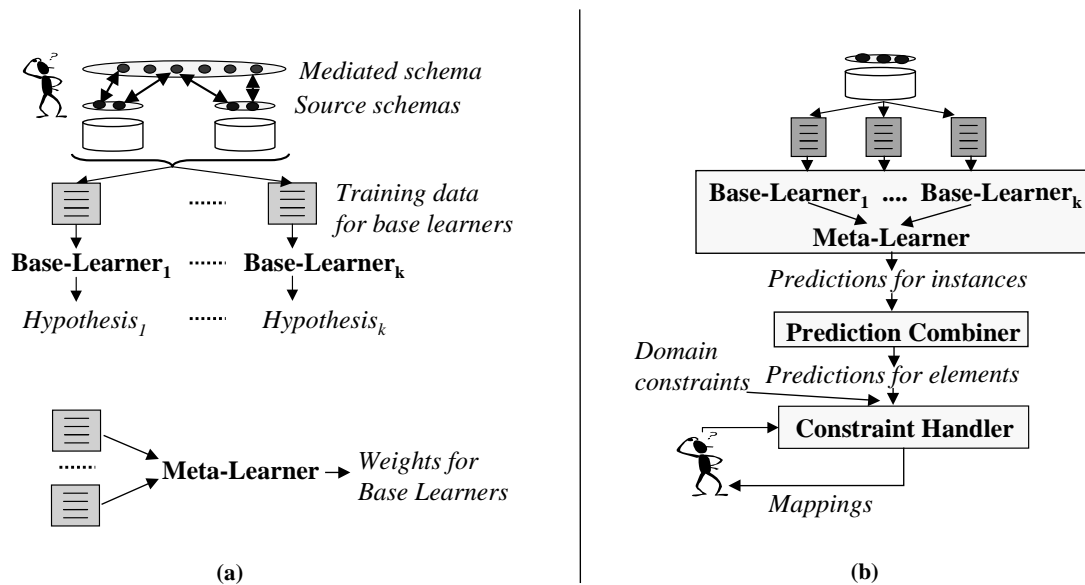 Mediated schema
Source schemas
Training data
for base learners
Base-Learner1 ...... Base-Learnerk
Hypothesis1 ...... Hypothesisk
Meta-Learner
Weights for
Base Learners
(a)
Base-Learner1 .... Base-Learnerk
Meta-Learner
Predictions for instances
Prediction Combiner
Domain
constraints
Predictions for elements
Constraint Handler
Mappings
(b)